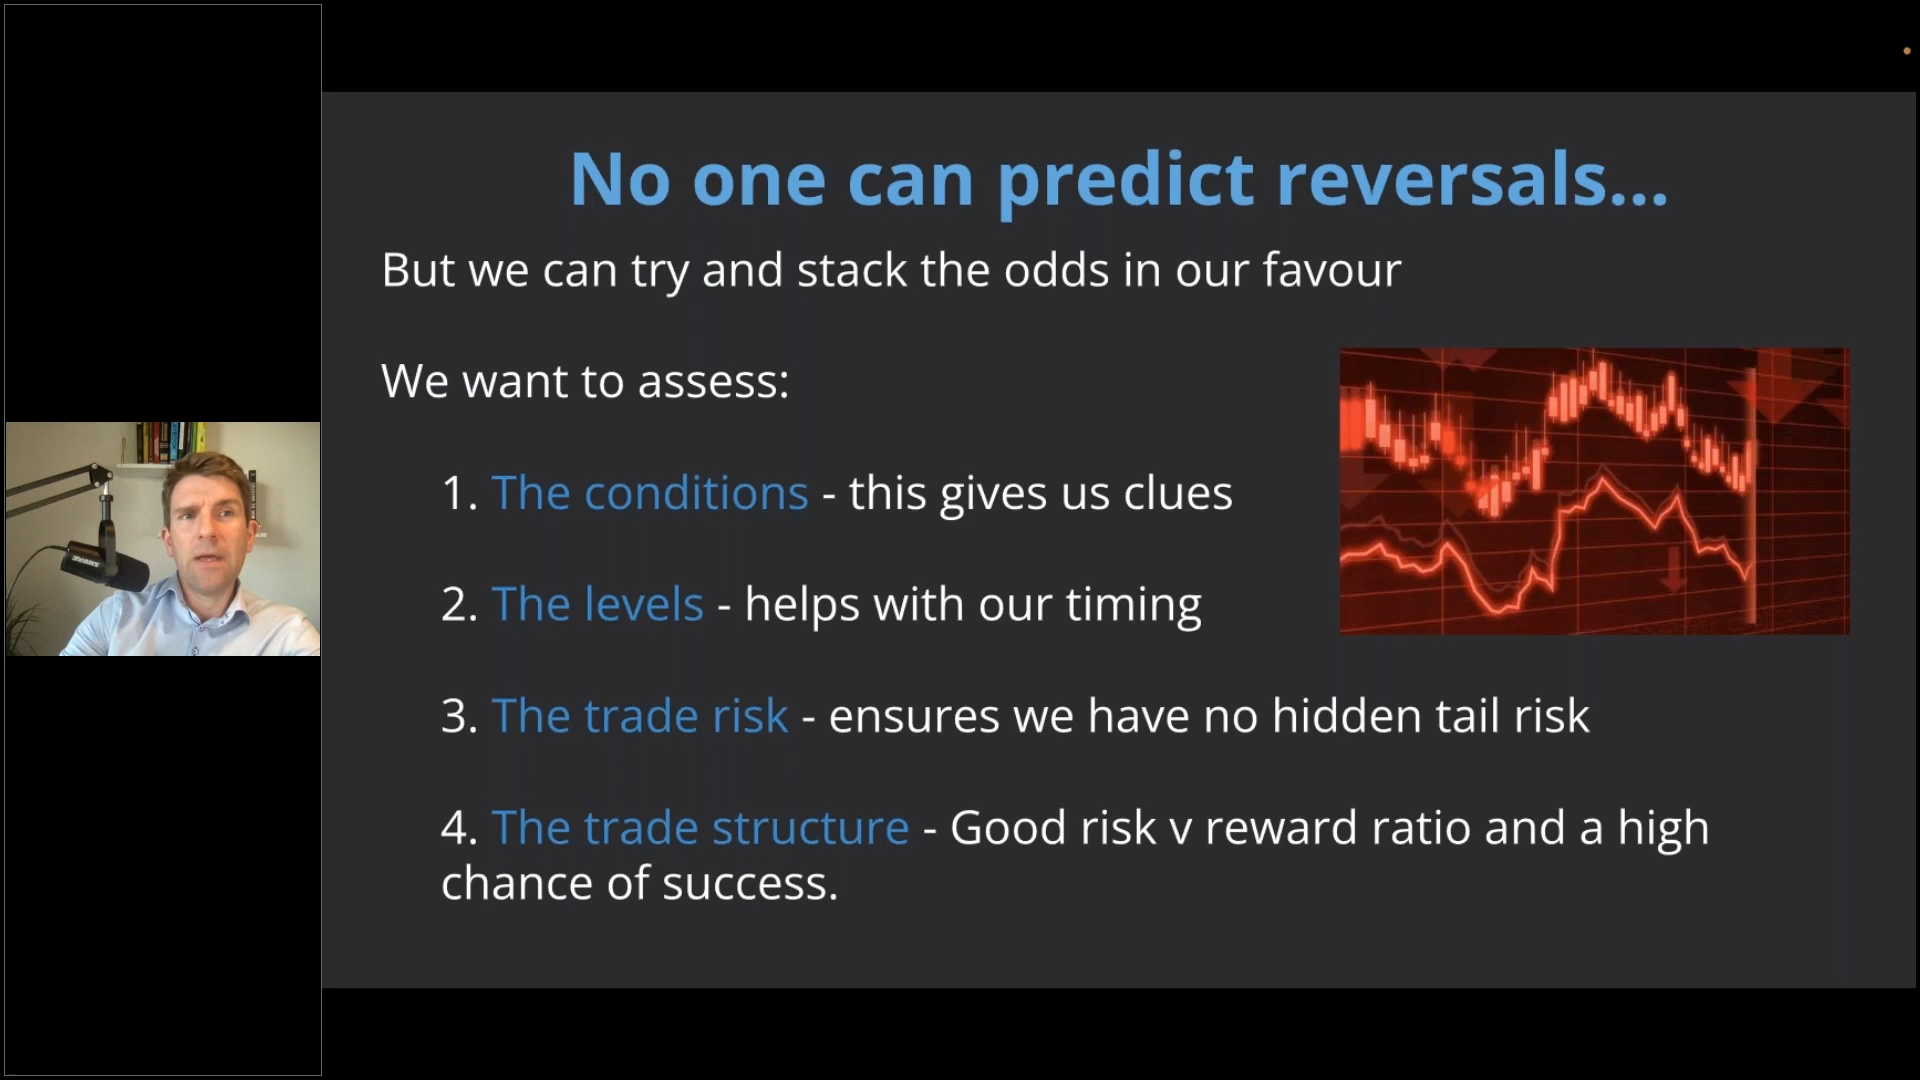 No one can predict reversals...
But we can try and stack the odds in our favour
We want to assess:
1. The conditions - this gives us clues
2. The levels - helps with our timing
3. The trade risk - ensures we have no hidden tail risk
4. The trade structure - Good risk v reward ratio and a high
chance of success.